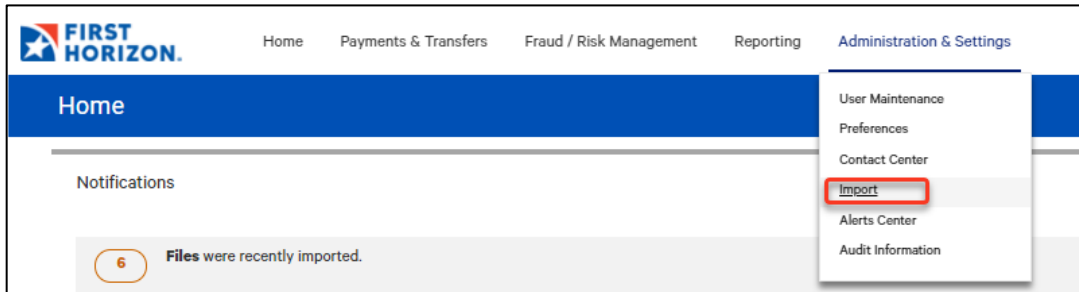 FIRST
HORIZON.
Home Payments & Transfers Fraud / Risk Management Reporting Administration & Settings
Home
User Maintenance
Preferences
Contact Center
Import
Alerts Center
Audit Information
Notifications
6 Files were recently imported.